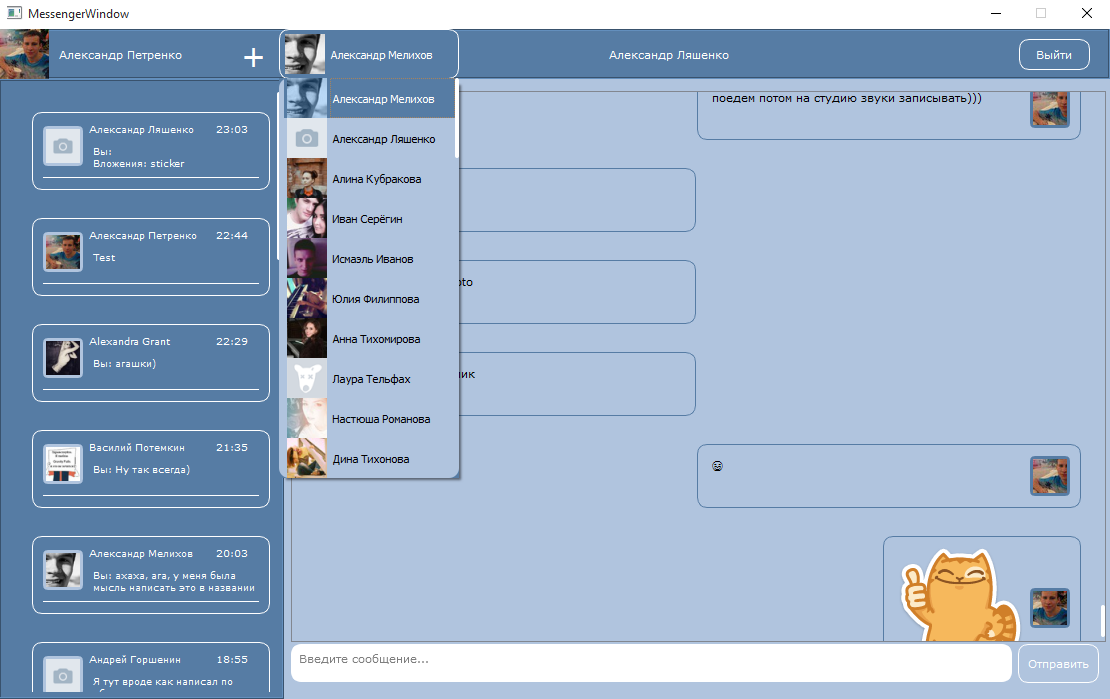 MessengerWindow
Александр Петренко
+
Александр Мелихов
Александр Ляшенко
Выйти
Александр Ляшенко 23:03
Вы:
Вложения: sticker
Александр Петренко 22:44
Test
Alexandra Grant 22:29
Вы: агашки)
Василий Потемкин 21:35
Вы: Ну так всегда)
Александр Мелихов 20:03
Вы: ахаха, ага, у меня была
мысль написать это в названии
Андрей Горшенин 18:55
Я тут вроде как написал по
Александр Мелихов
Александр Ляшенко
Алина Кубракова
Иван Серёгин
Исмаэль Иванов
Юлия Филиппова
Анна Тихомирова
Лаура Тельфах
Настюша Романова
Дина Тихонова
поедем потом на студию звуки записывать)))
oto
ик
Введите сообщение...
Отправить